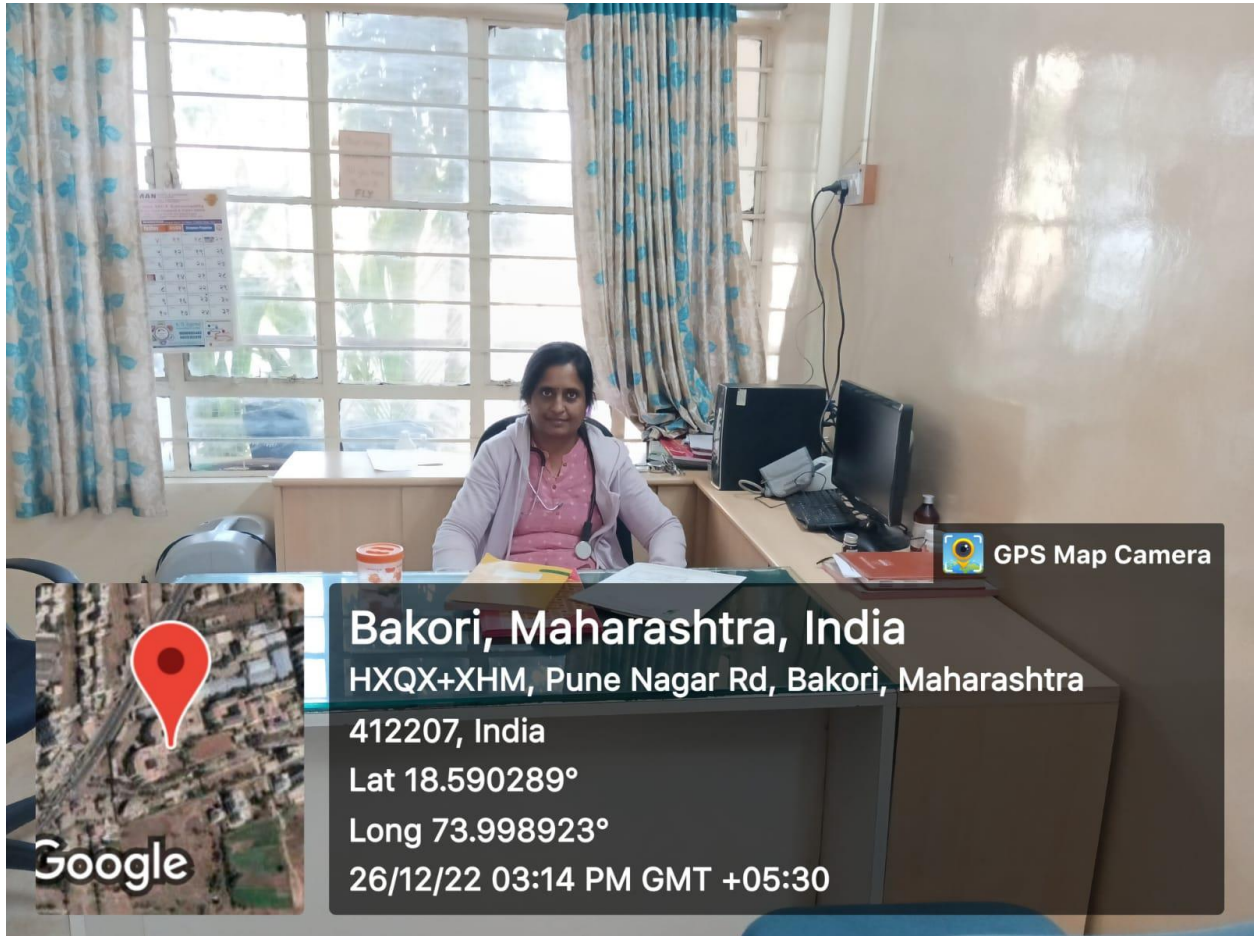 FLY
GPS Map Camera
Bakori, Maharashtra, India
HXQX+XHM, Pune Nagar Rd, Bakori, Maharashtra
412207, India
Lat 18.590289°
Long 73.998923°
26/12/22 03:14 PM GMT +05:30
Google